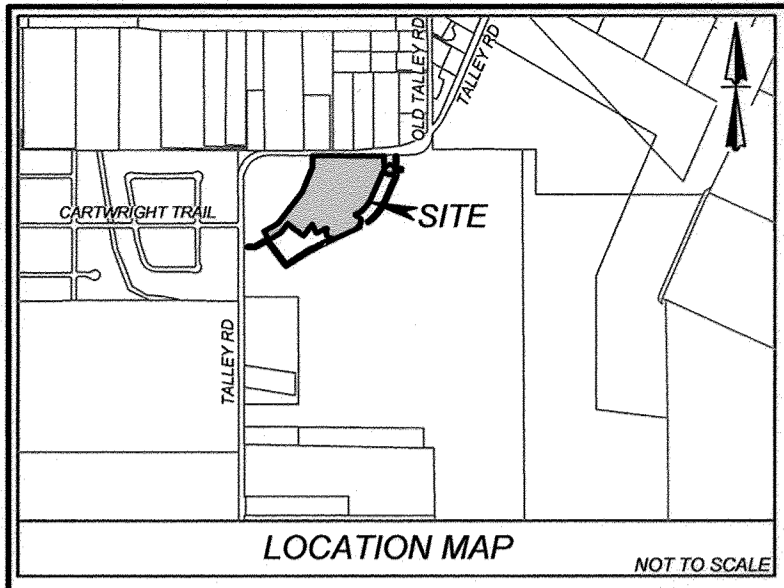 OLD TALLEY RD
TALLEY RD
CARTWRIGHT TRAIL
SITE
TALLEY RD
LOCATION MAP
NOT TO SCALE